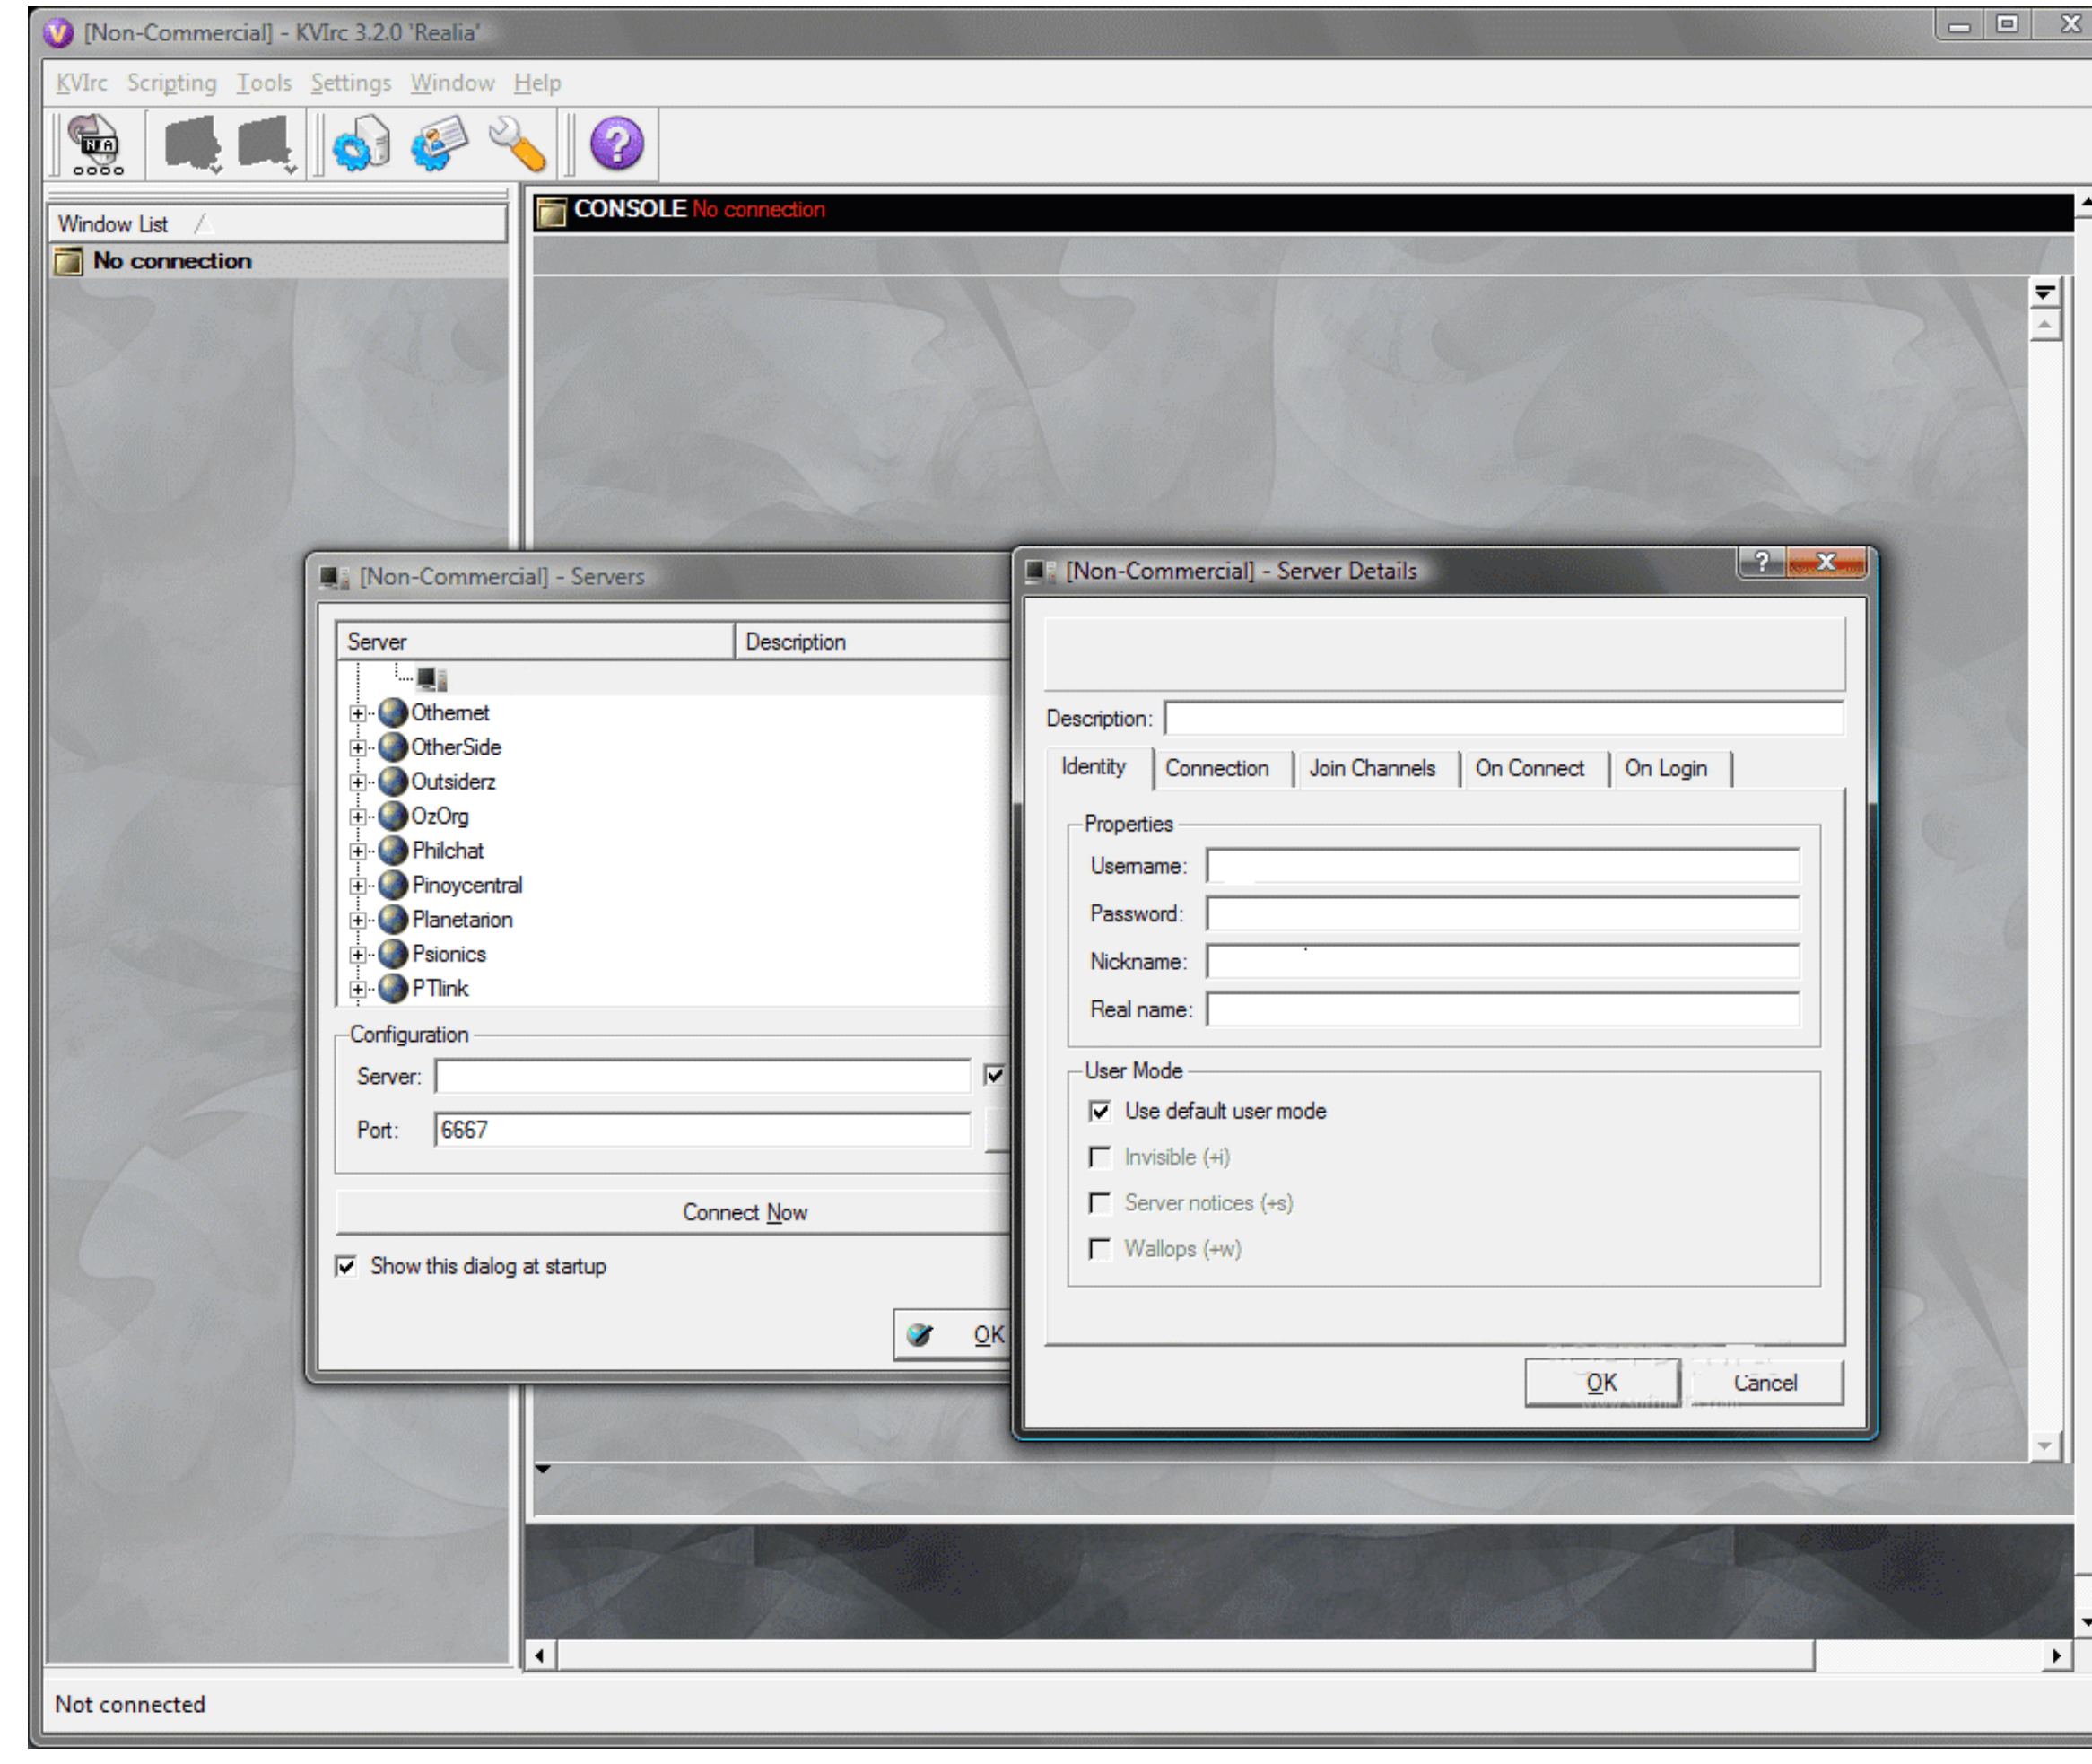 [Non-Commercial] - KVIrc 3.2.0 'Realia'
KVIrc Scripting Tools Settings Window Help
N/A
Window List
CONSOLE No connection
No connection
[Non-Commercial] - Servers
Server Description
Othernet
OtherSide
Outsiderz
OzOrg
Philchat
Pinoycentral
Planetarion
Psionics
PTlink
Configuration
Server:
Port: 6667
Connect Now
Show this dialog at startup
OK
[Non-Commercial] - Server Details
Description:
Identity Connection Join Channels On Connect On Login
Properties
Username:
Password:
Nickname:
Real name:
User Mode
Use default user mode
Invisible (+i)
Server notices (+s)
Wallops (+w)
OK Cancel
Not connected